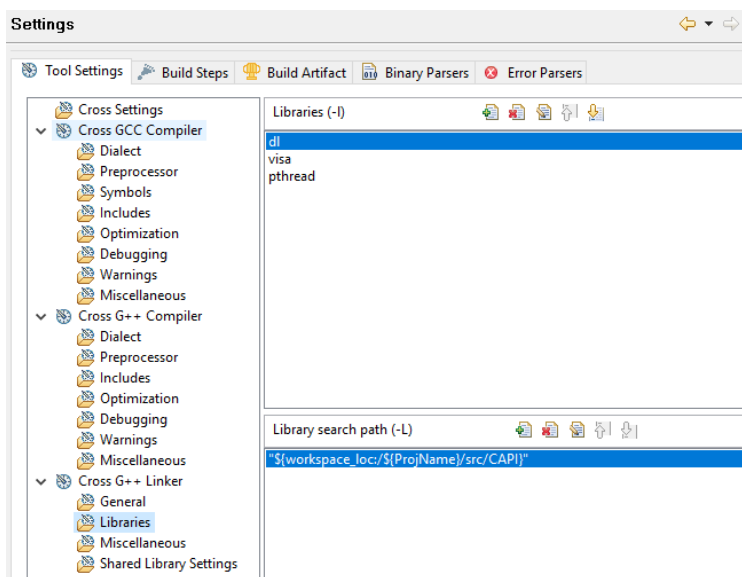 Settings
Tool Settings
Build Steps
Build Artifact
Binary Parsers
Error Parsers
Cross Settings
Cross GCC Compiler
Dialect
Preprocessor
Symbols
Includes
Optimization
Debugging
Warnings
Miscellaneous
Cross G++ Compiler
Dialect
Preprocessor
Includes
Optimization
Debugging
Warnings
Miscellaneous
Cross G++ Linker
General
Libraries
Miscellaneous
Shared Library Settings
Libraries (-l)
dl
visa
pthread
Library search path (-L)
"${workspace_loc:/${ProjName}/src/CAPI}"